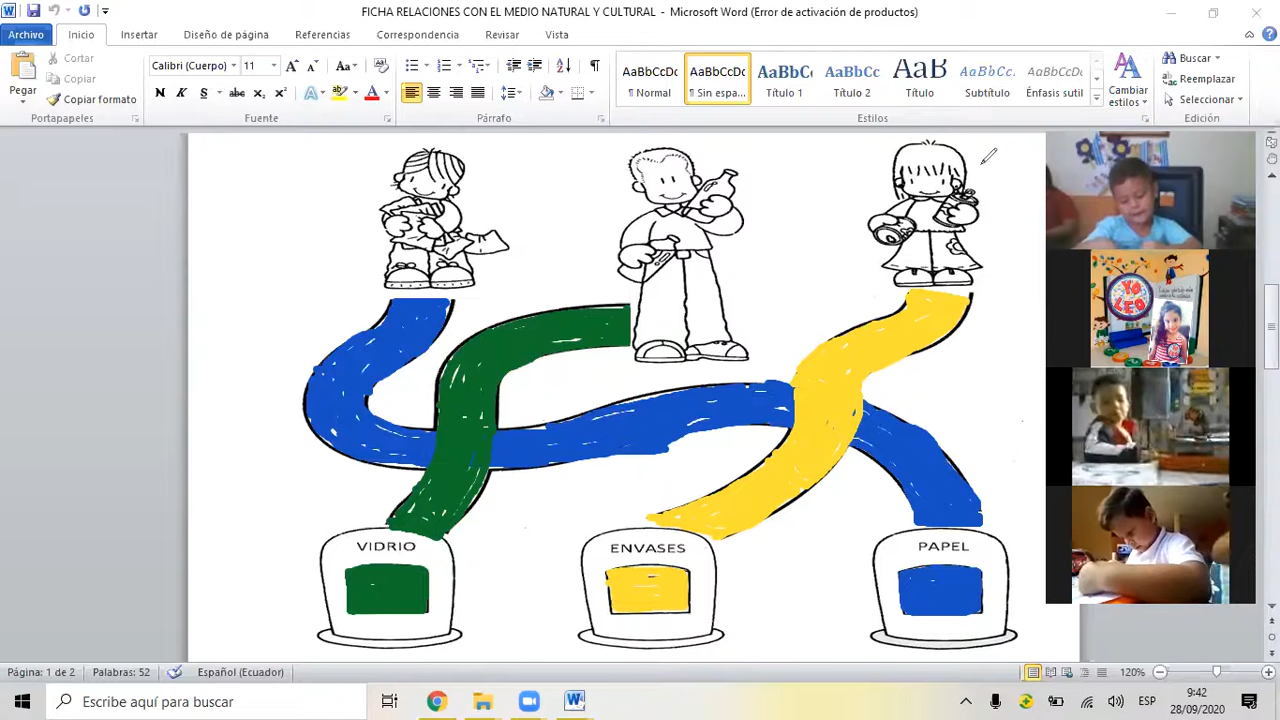 FICHA RELACIONES CON EL MEDIO NATURAL Y CULTURAL - Microsoft Word (Error de activación de productos)
Archivo Inicio Insertar Diseño de página Referencias Correspondencia Revisar Vista
Pegar
Cortar
Copiar
Copiar formato
Portapapeles
Calibri (Cuerpo) 11
Fuente
Párrafo
AaBbCcDc
¶ Normal
AaBbCcDc
¶ Sin espa...
AaBbC
Título 1
AaBbCc
Título 2
AaB
Título
AaBbCc.
Subtítulo
AaBbCcDc
Énfasis sutil
Cambiar
estilos
Estilos
Buscar
Reemplazar
Seleccionar
Edición
YO
LEO
VIDRIO
ENVASES
PAPEL
Página: 1 de 2 Palabras: 52 Español (Ecuador) 120%
Escribe aquí para buscar
ESP
9:42
28/09/2020